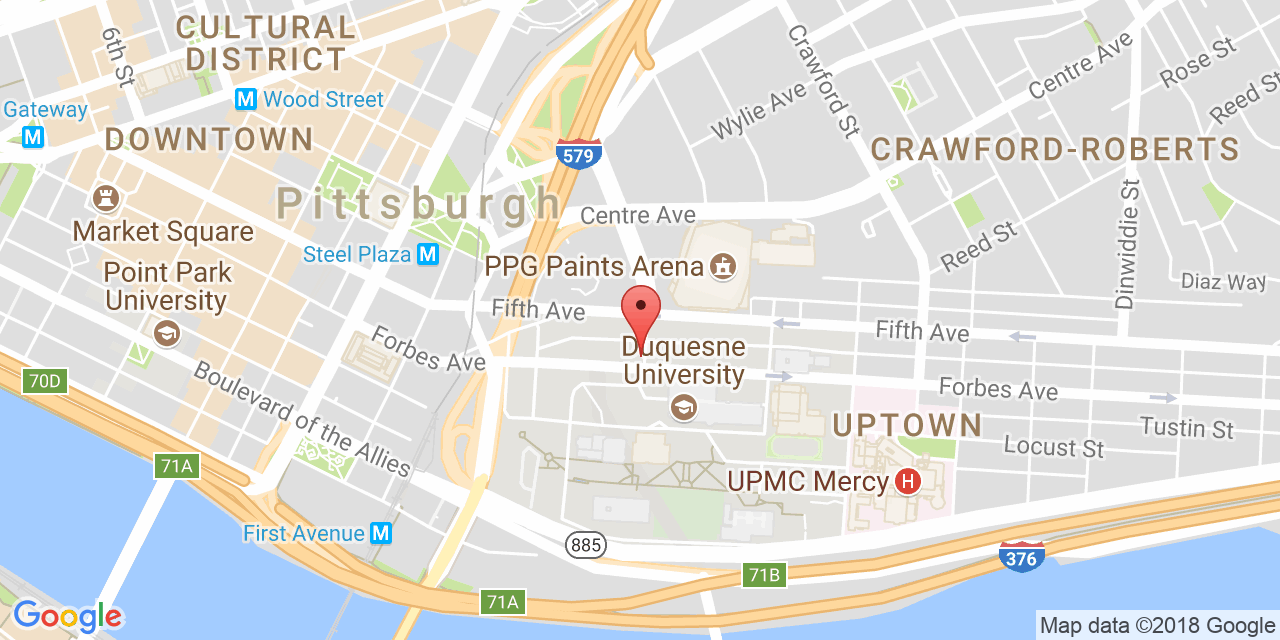 CULTURAL
DISTRICT
6th St
Crawford St
Centre Ave
Rose St
Reed St
Gateway
M
M Wood Street
Wylie Ave
DOWNTOWN
579
CRAWFORD-ROBERTS
Pittsburgh
Centre Ave
Dinwiddie St
Market Square
Steel Plaza M
Reed St
PPG Paints Arena
Point Park
University
Diaz Way
Fifth Ave
Fifth Ave
Forbes Ave
Duquesne
University
70D
Boulevard of the Allies
Forbes Ave
UPTOWN
Tustin St
Locust St
71A
UPMC Mercy H
First Avenue M
885
376
71B
71A
Google
Map data ©2018 Google